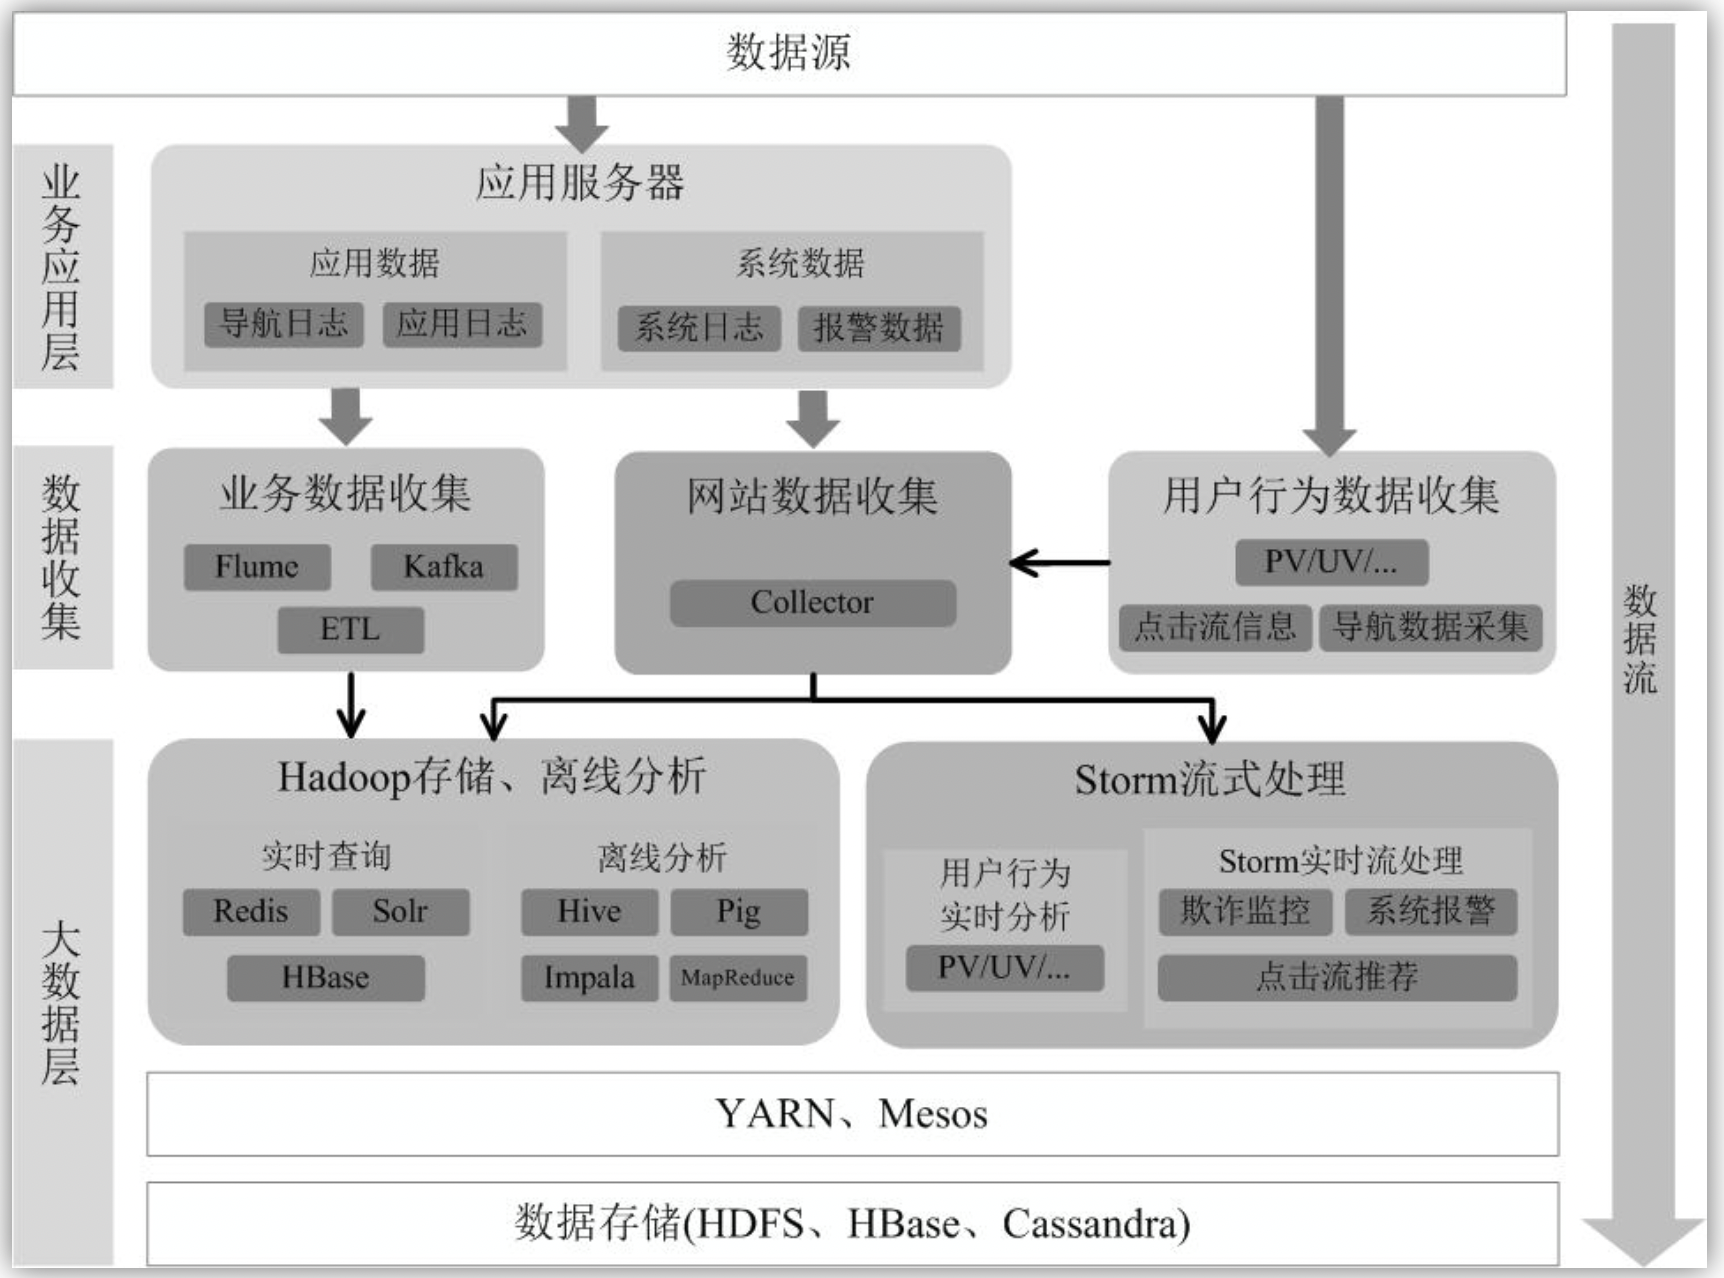 数据源
业务应用层
应用服务器
应用数据
导航日志
应用日志
系统数据
系统日志
报警数据
数据收集
业务数据收集
Flume
Kafka
ETL
网站数据收集
Collector
用户行为数据收集
PV/UV/...
点击流信息
导航数据采集
大数据层
Hadoop存储、离线分析
实时查询
Redis
Solr
HBase
离线分析
Hive
Pig
Impala
MapReduce
Storm流式处理
用户行为
实时分析
PV/UV/...
Storm实时流处理
欺诈监控
系统报警
点击流推荐
YARN、Mesos
数据存储(HDFS、HBase、Cassandra)
数据流